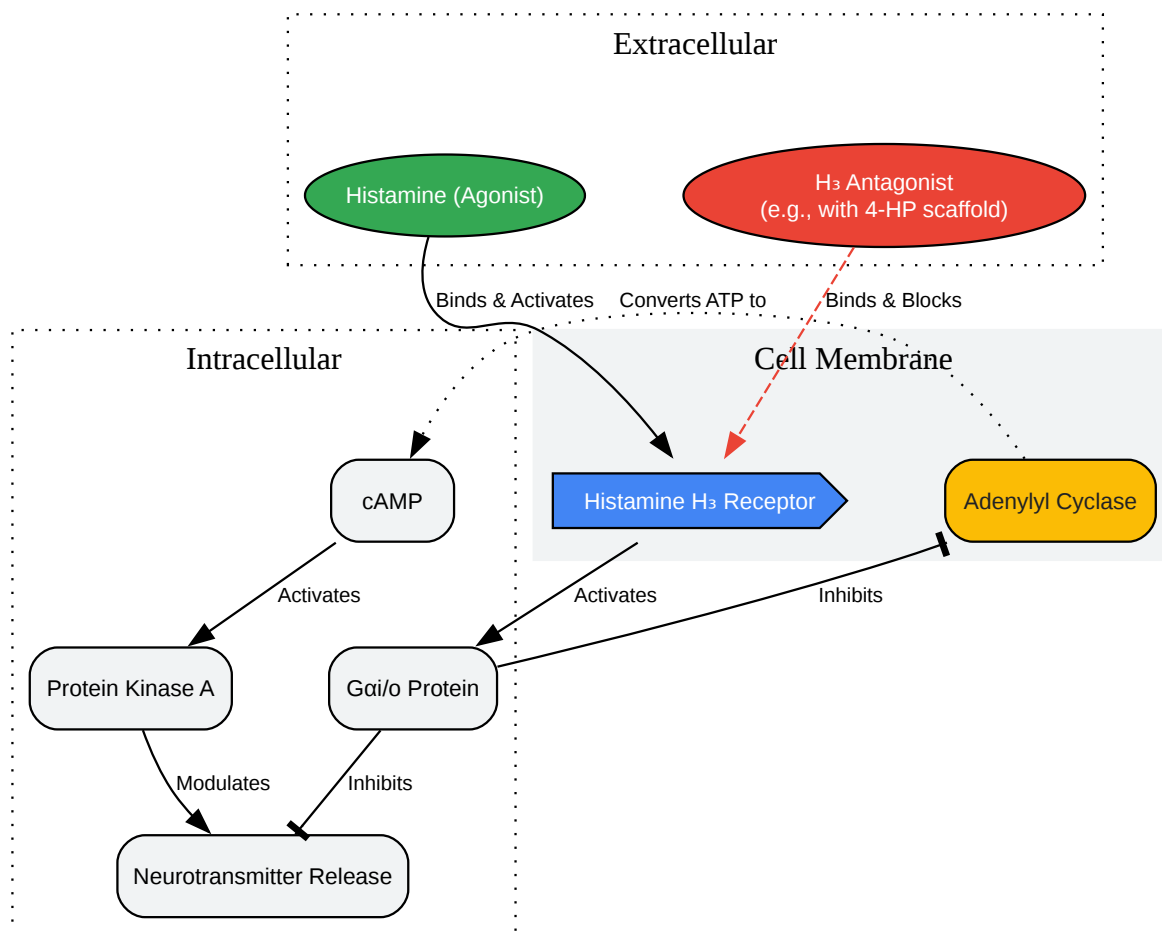 Extracellular
Histamine (Agonist)
H₃ Antagonist
(e.g., with 4-HP scaffold)
Binds & Activates
Converts ATP to
Binds & Blocks
Intracellular
Cell Membrane
cAMP
Histamine H₃ Receptor
Adenylyl Cyclase
Activates
Activates
Inhibits
Protein Kinase A
Gαi/o Protein
Modulates
Inhibits
Neurotransmitter Release